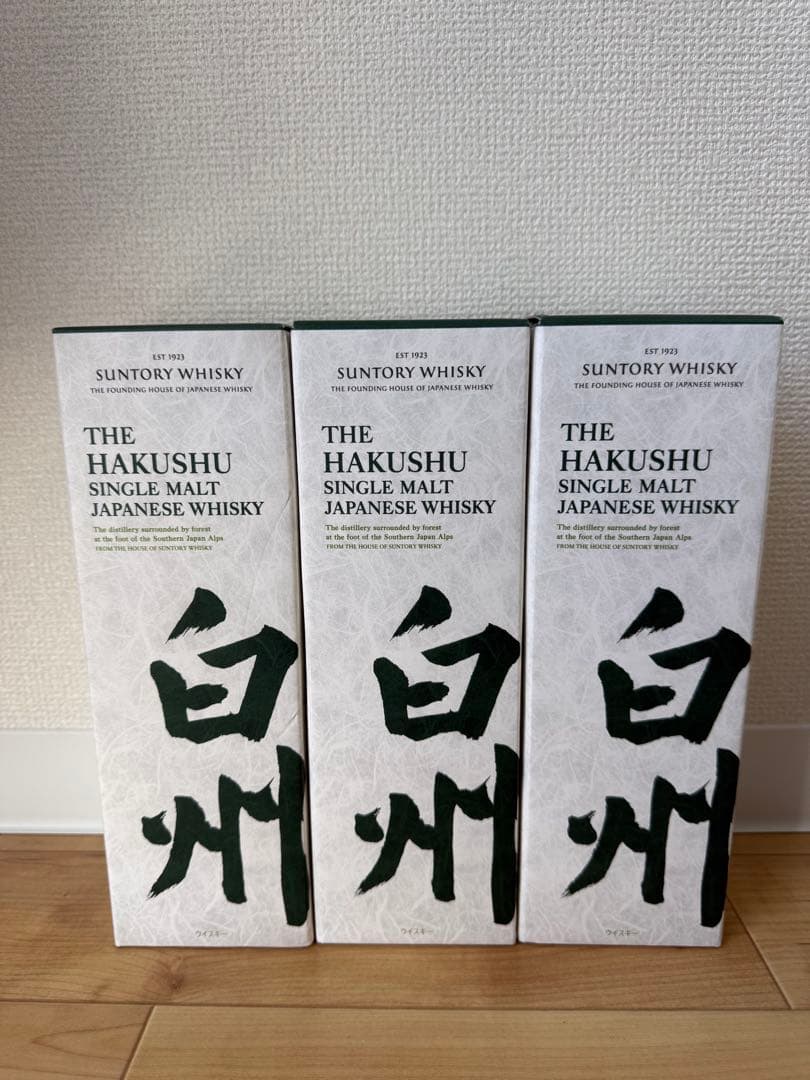 EST 1923
SUNTORY WHISKY
THE FOUNDING HOUSE OF JAPANESE WHISKY
THE
HAKUSHU
SINGLE MALT
JAPANESE WHISKY
The distillery surrounded by forest
at the foot of the Southern Japan Alps
FROM THE HOUSE OF SUNTORY WHISKY
白州
ウイスキー
EST 1923
SUNTORY WHISKY
THE FOUNDING HOUSE OF JAPANESE WHISKY
THE
HAKUSHU
SINGLE MALT
JAPANESE WHISKY
The distillery surrounded by forest
at the foot of the Southern Japan Alps
FROM THE HOUSE OF SUNTORY WHISKY
白州
ウイスキー
EST 1923
SUNTORY WHISKY
THE FOUNDING HOUSE OF JAPANESE WHISKY
THE
HAKUSHU
SINGLE MALT
JAPANESE WHISKY
The distillery surrounded by forest
at the foot of the Southern Japan Alps
FROM THE HOUSE OF SUNTORY WHISKY
白州
ウイスキー